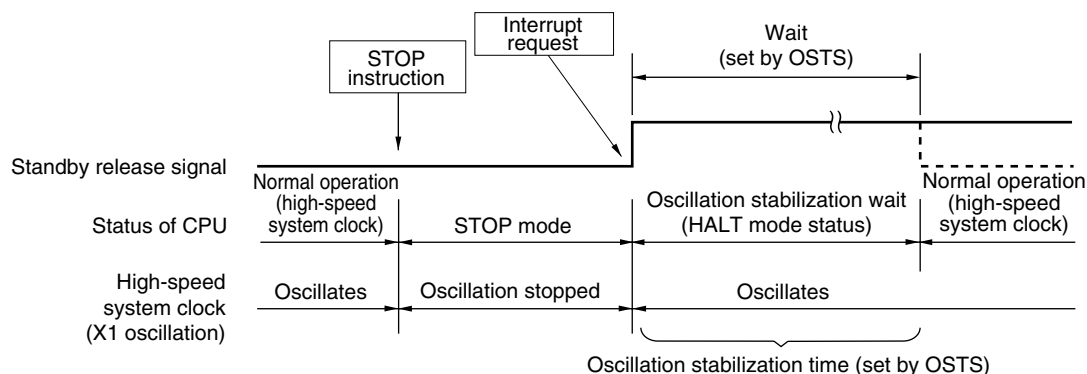 Interrupt
request
STOP
instruction
Wait
(set by OSTS)
Standby release signal
Status of CPU
Normal operation
(high-speed
system clock)
STOP mode
Oscillation stabilization wait
(HALT mode status)
Normal operation
(high-speed
system clock)
High-speed
system clock
(X1 oscillation)
Oscillates
Oscillation stopped
Oscillates
Oscillation stabilization time (set by OSTS)